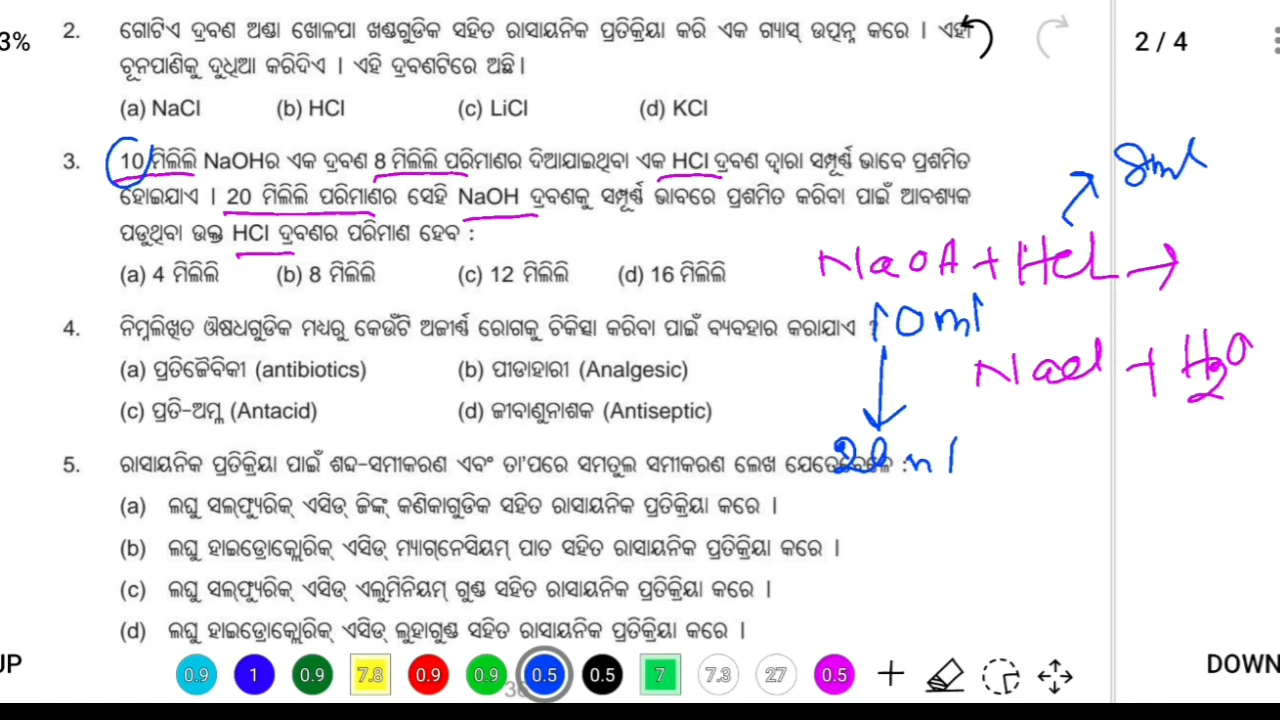 3%
2 / 4
2. ଗୋଟିଏ ଦ୍ରବଣ ଅଣ୍ଡା ଖୋଳପା ଖଣ୍ଡଗୁଡିକ ସହିତ ରାସାୟନିକ ପ୍ରତିକ୍ରିୟା କରି ଏକ ଗ୍ୟାସ୍ ଉତ୍ପନ୍ନ କରେ । ଏହା
ଚୂନପାଣିକୁ ଦୁଧିଆ କରିଦିଏ । ଏହି ଦ୍ରବଣଟିରେ ଅଛି।
(a) NaCl (b) HCl (c) LiCl (d) KCl
3. 10 ମିଲିଲି NaOHର ଏକ ଦ୍ରବଣ 8 ମିଲିଲି ପରିମାଣର ଦିଆଯାଇଥିବା ଏକ HCl ଦ୍ରବଣ ଦ୍ୱାରା ସମ୍ପୂର୍ଣ୍ଣ ଭାବେ ପ୍ରଶମିତ
8ml
ହୋଇଯାଏ । 20 ମିଲିଲି ପରିମାଣର ସେହି NaOH ଦ୍ରବଣକୁ ସମ୍ପୂର୍ଣ୍ଣ ଭାବରେ ପ୍ରଶମିତ କରିବା ପାଇଁ ଆବଶ୍ୟକ
ପଡୁଥିବା ଉକ୍ତ HCl ଦ୍ରବଣର ପରିମାଣ ହେବ :
NaOH + HCl →
(a) 4 ମିଲିଲି (b) 8 ମିଲିଲି (c) 12 ମିଲିଲି (d) 16 ମିଲିଲି
4. ନିମ୍ନଲିଖିତ ଔଷଧଗୁଡିକ ମଧ୍ୟରୁ କେଉଁଟି ଅଜୀର୍ଣ୍ଣ ରୋଗକୁ ଚିକିତ୍ସା କରିବା ପାଇଁ ବ୍ୟବହାର କରାଯାଏ
10 ml
NaCl + H2O
(a) ପ୍ରତିଜୈବିକୀ (antibiotics) (b) ପୀଡାହାରୀ (Analgesic)
(c) ପ୍ରତି-ଅମ୍ଳ (Antacid) (d) ଜୀବାଣୁନାଶକ (Antiseptic)
20 ml
5. ରାସାୟନିକ ପ୍ରତିକ୍ରିୟା ପାଇଁ ଶବ୍ଦ-ସମୀକରଣ ଏବଂ ତା'ପରେ ସମତୁଲ ସମୀକରଣ ଲେଖ :
(a) ଲଘୁ ସଲ୍‌ଫ୍ୟୁରିକ୍ ଏସିଡ୍ ଜିଙ୍କ୍ କଣିକାଗୁଡିକ ସହିତ ରାସାୟନିକ ପ୍ରତିକ୍ରିୟା କରେ ।
(b) ଲଘୁ ହାଇଡ୍ରୋକ୍ଲୋରିକ୍ ଏସିଡ୍ ମ୍ୟାଗ୍‌ନେସିୟମ୍ ପାତ ସହିତ ରାସାୟନିକ ପ୍ରତିକ୍ରିୟା କରେ ।
(c) ଲଘୁ ସଲ୍‌ଫ୍ୟୁରିକ୍ ଏସିଡ୍ ଏଲୁମିନିୟମ୍ ଗୁଣ୍ଡ ସହିତ ରାସାୟନିକ ପ୍ରତିକ୍ରିୟା କରେ ।
(d) ଲଘୁ ହାଇଡ୍ରୋକ୍ଲୋରିକ୍ ଏସିଡ୍ ଲୁହାଗୁଣ୍ଡ ସହିତ ରାସାୟନିକ ପ୍ରତିକ୍ରିୟା କରେ ।
UP
DOWN
0.9 1 0.9 7.8 0.9 0.9 0.5 0.5 7 7.3 27 0.5